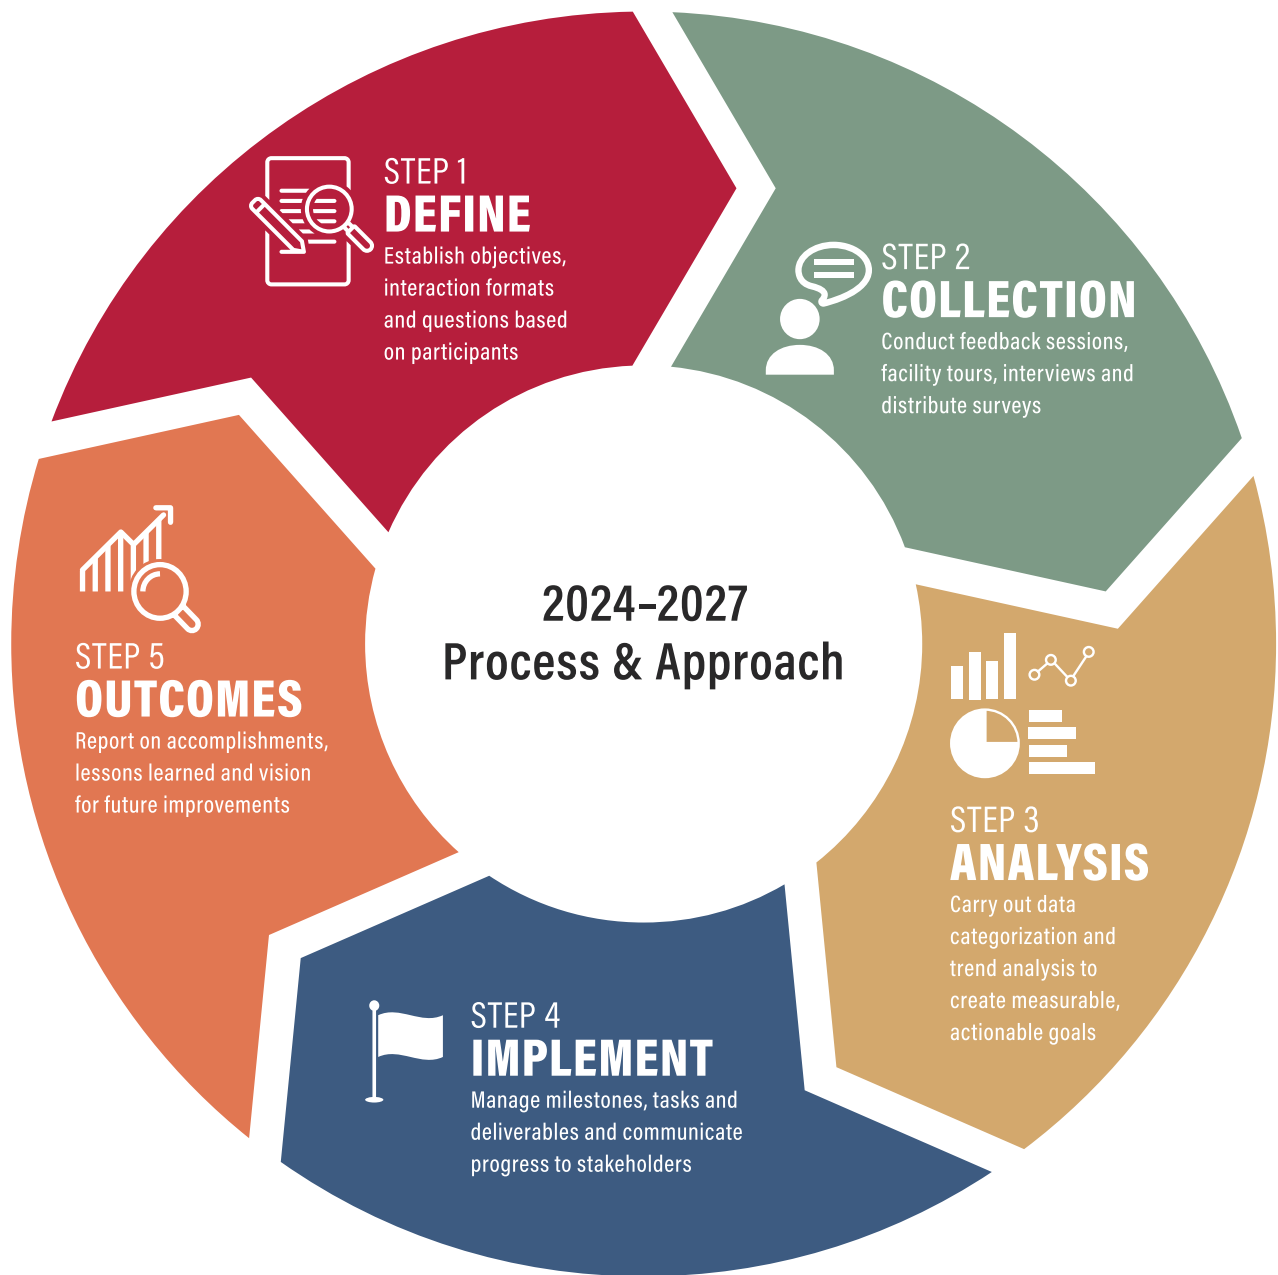 STEP 1
DEFINE
Establish objectives,
interaction formats
and questions based
on participants
STEP 2
COLLECTION
Conduct feedback sessions,
facility tours, interviews and
distribute surveys
STEP 3
ANALYSIS
Carry out data
categorization and
trend analysis to
create measurable,
actionable goals
STEP 4
IMPLEMENT
Manage milestones, tasks and
deliverables and communicate
progress to stakeholders
STEP 5
OUTCOMES
Report on accomplishments,
lessons learned and vision
for future improvements
2024–2027
Process & Approach